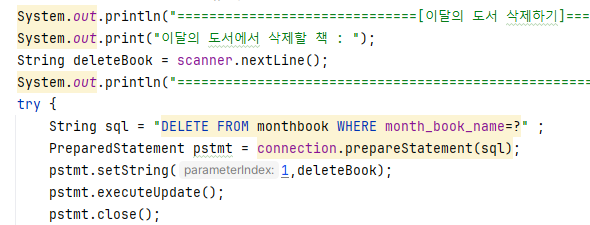 System.out.println("==============================[이달의 도서 삭제하기]===
System.out.print("이달의 도서에서 삭제할 책 : ");
String deleteBook = scanner.nextLine();
System.out.println("====================================================
try {
String sql = "DELETE FROM monthbook WHERE month_book_name=?" ;
PreparedStatement pstmt = connection.prepareStatement(sql);
pstmt.setString( parameterIndex: 1,deleteBook);
pstmt.executeUpdate();
pstmt.close();